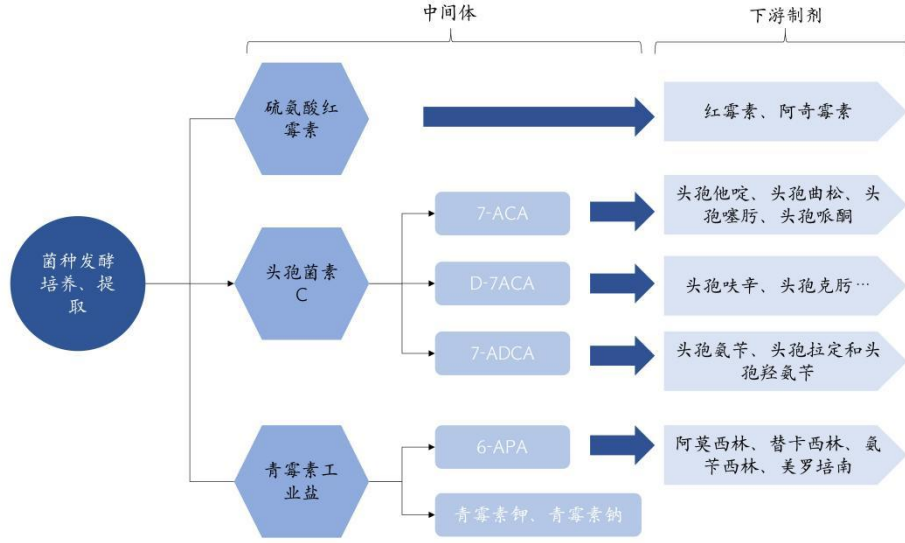 中间体
下游制剂
硫氨酸红
霉素
红霉素、阿奇霉素
菌种发酵
培养、提
取
头孢菌素
C
7-ACA
头孢他啶、头孢曲松、头
孢噻肟、头孢哌酮
D-7ACA
头孢呋辛、头孢克肟…
7-ADCA
头孢氨苄、头孢拉定和头
孢羟氨苄
青霉素工
业盐
6-APA
阿莫西林、替卡西林、氨
苄西林、美罗培南
青霉素钾、青霉素钠